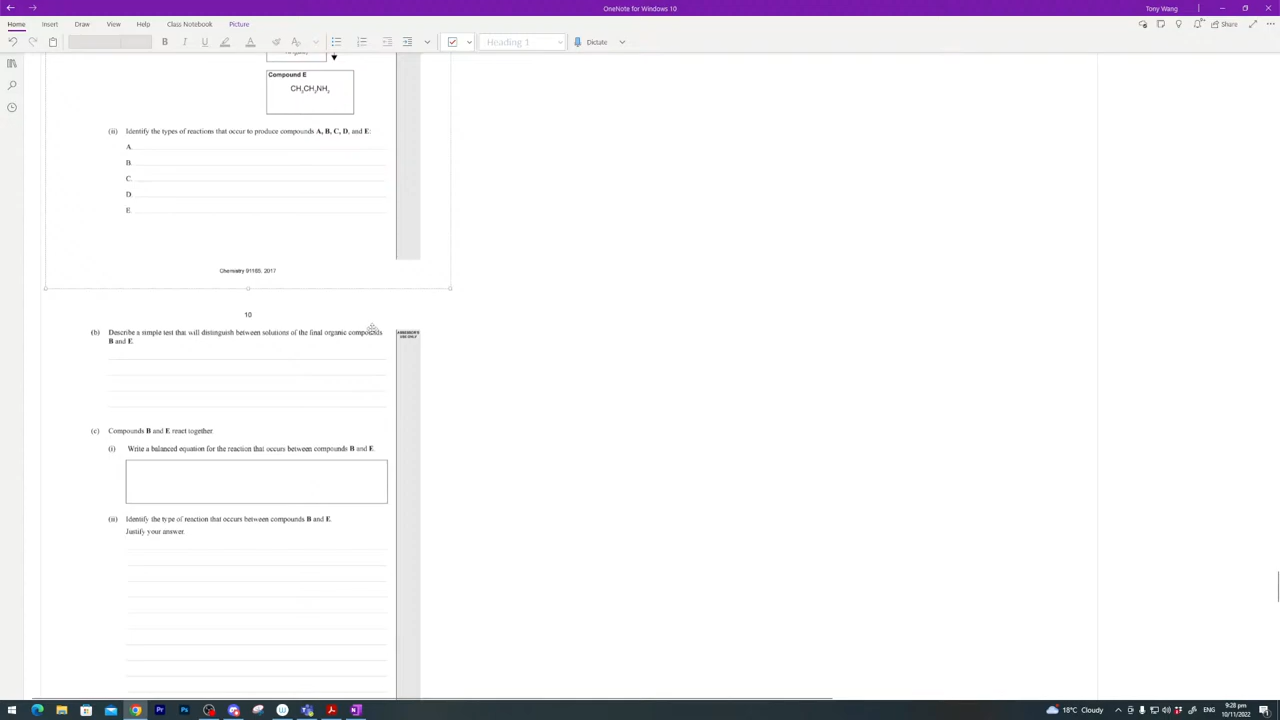 OneNote for Windows 10
Tony Wang
Home Insert Draw View Help Class Notebook Picture
Share
B I U A Heading 1 Dictate
Compound E
CH₃CH₂NH₂
(ii) Identify the types of reactions that occur to produce compounds A, B, C, D, and E:
A.
B.
C.
D.
E.
Chemistry 91165, 2017
10
(b) Describe a simple test that will distinguish between solutions of the final organic compounds
B and E.
ASSESSOR'S
USE ONLY
(c) Compounds B and E react together.
(i) Write a balanced equation for the reaction that occurs between compounds B and E.
(ii) Identify the type of reaction that occurs between compounds B and E.
Justify your answer.
18°C Cloudy
ENG
9:28 pm
10/11/2022